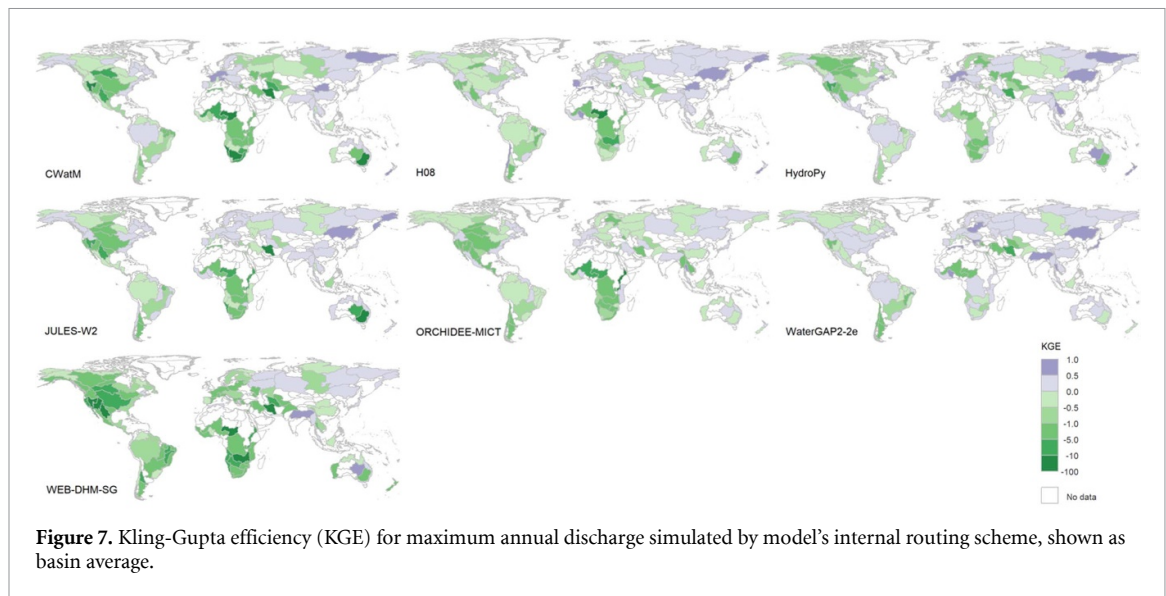 CWatM
H08
HydroPy
JULES-W2
ORCHIDEE-MICT
WaterGAP2-2e
WEB-DHM-SG
KGE
1.0
0.5
0.0
-0.5
-1.0
-5.0
-10
-100
No data
Figure 7. Kling-Gupta efficiency (KGE) for maximum annual discharge simulated by model's internal routing scheme, shown as
basin average.